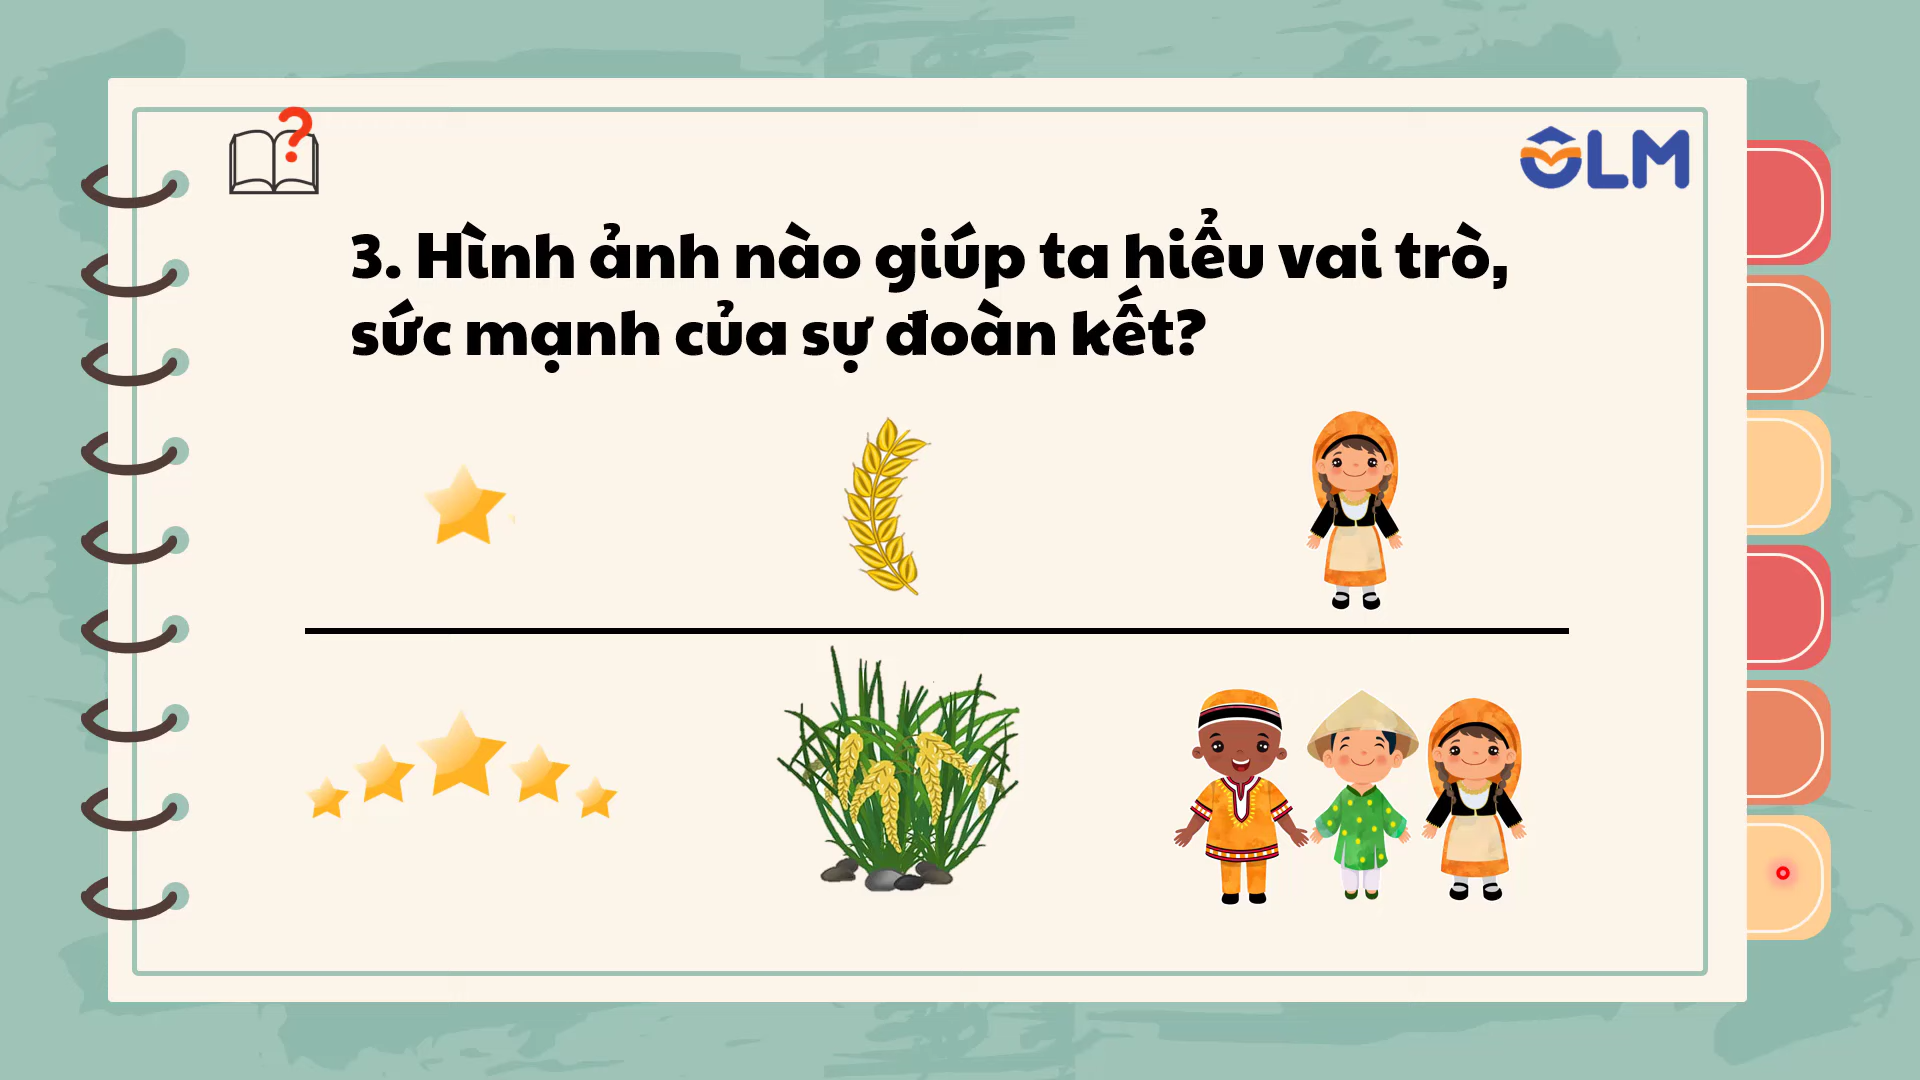 OLM
3. Hình ảnh nào giúp ta hiểu vai trò,
sức mạnh của sự đoàn kết?